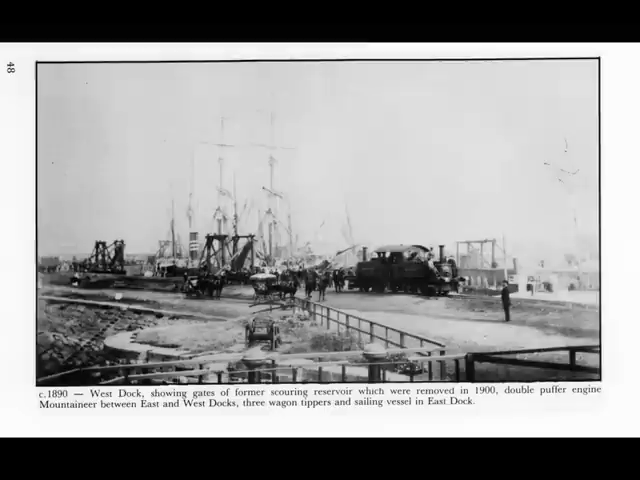 48
c.1890 — West Dock, showing gates of former scouring reservoir which were removed in 1900, double puffer engine
Mountaineer between East and West Docks, three wagon tippers and sailing vessel in East Dock.